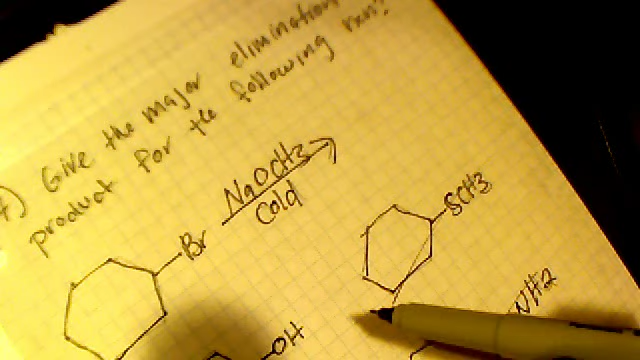 4) Give the major elimination
product for the following rxn?
NaOCH3
Cold
Br
SCH3
OH
NH2